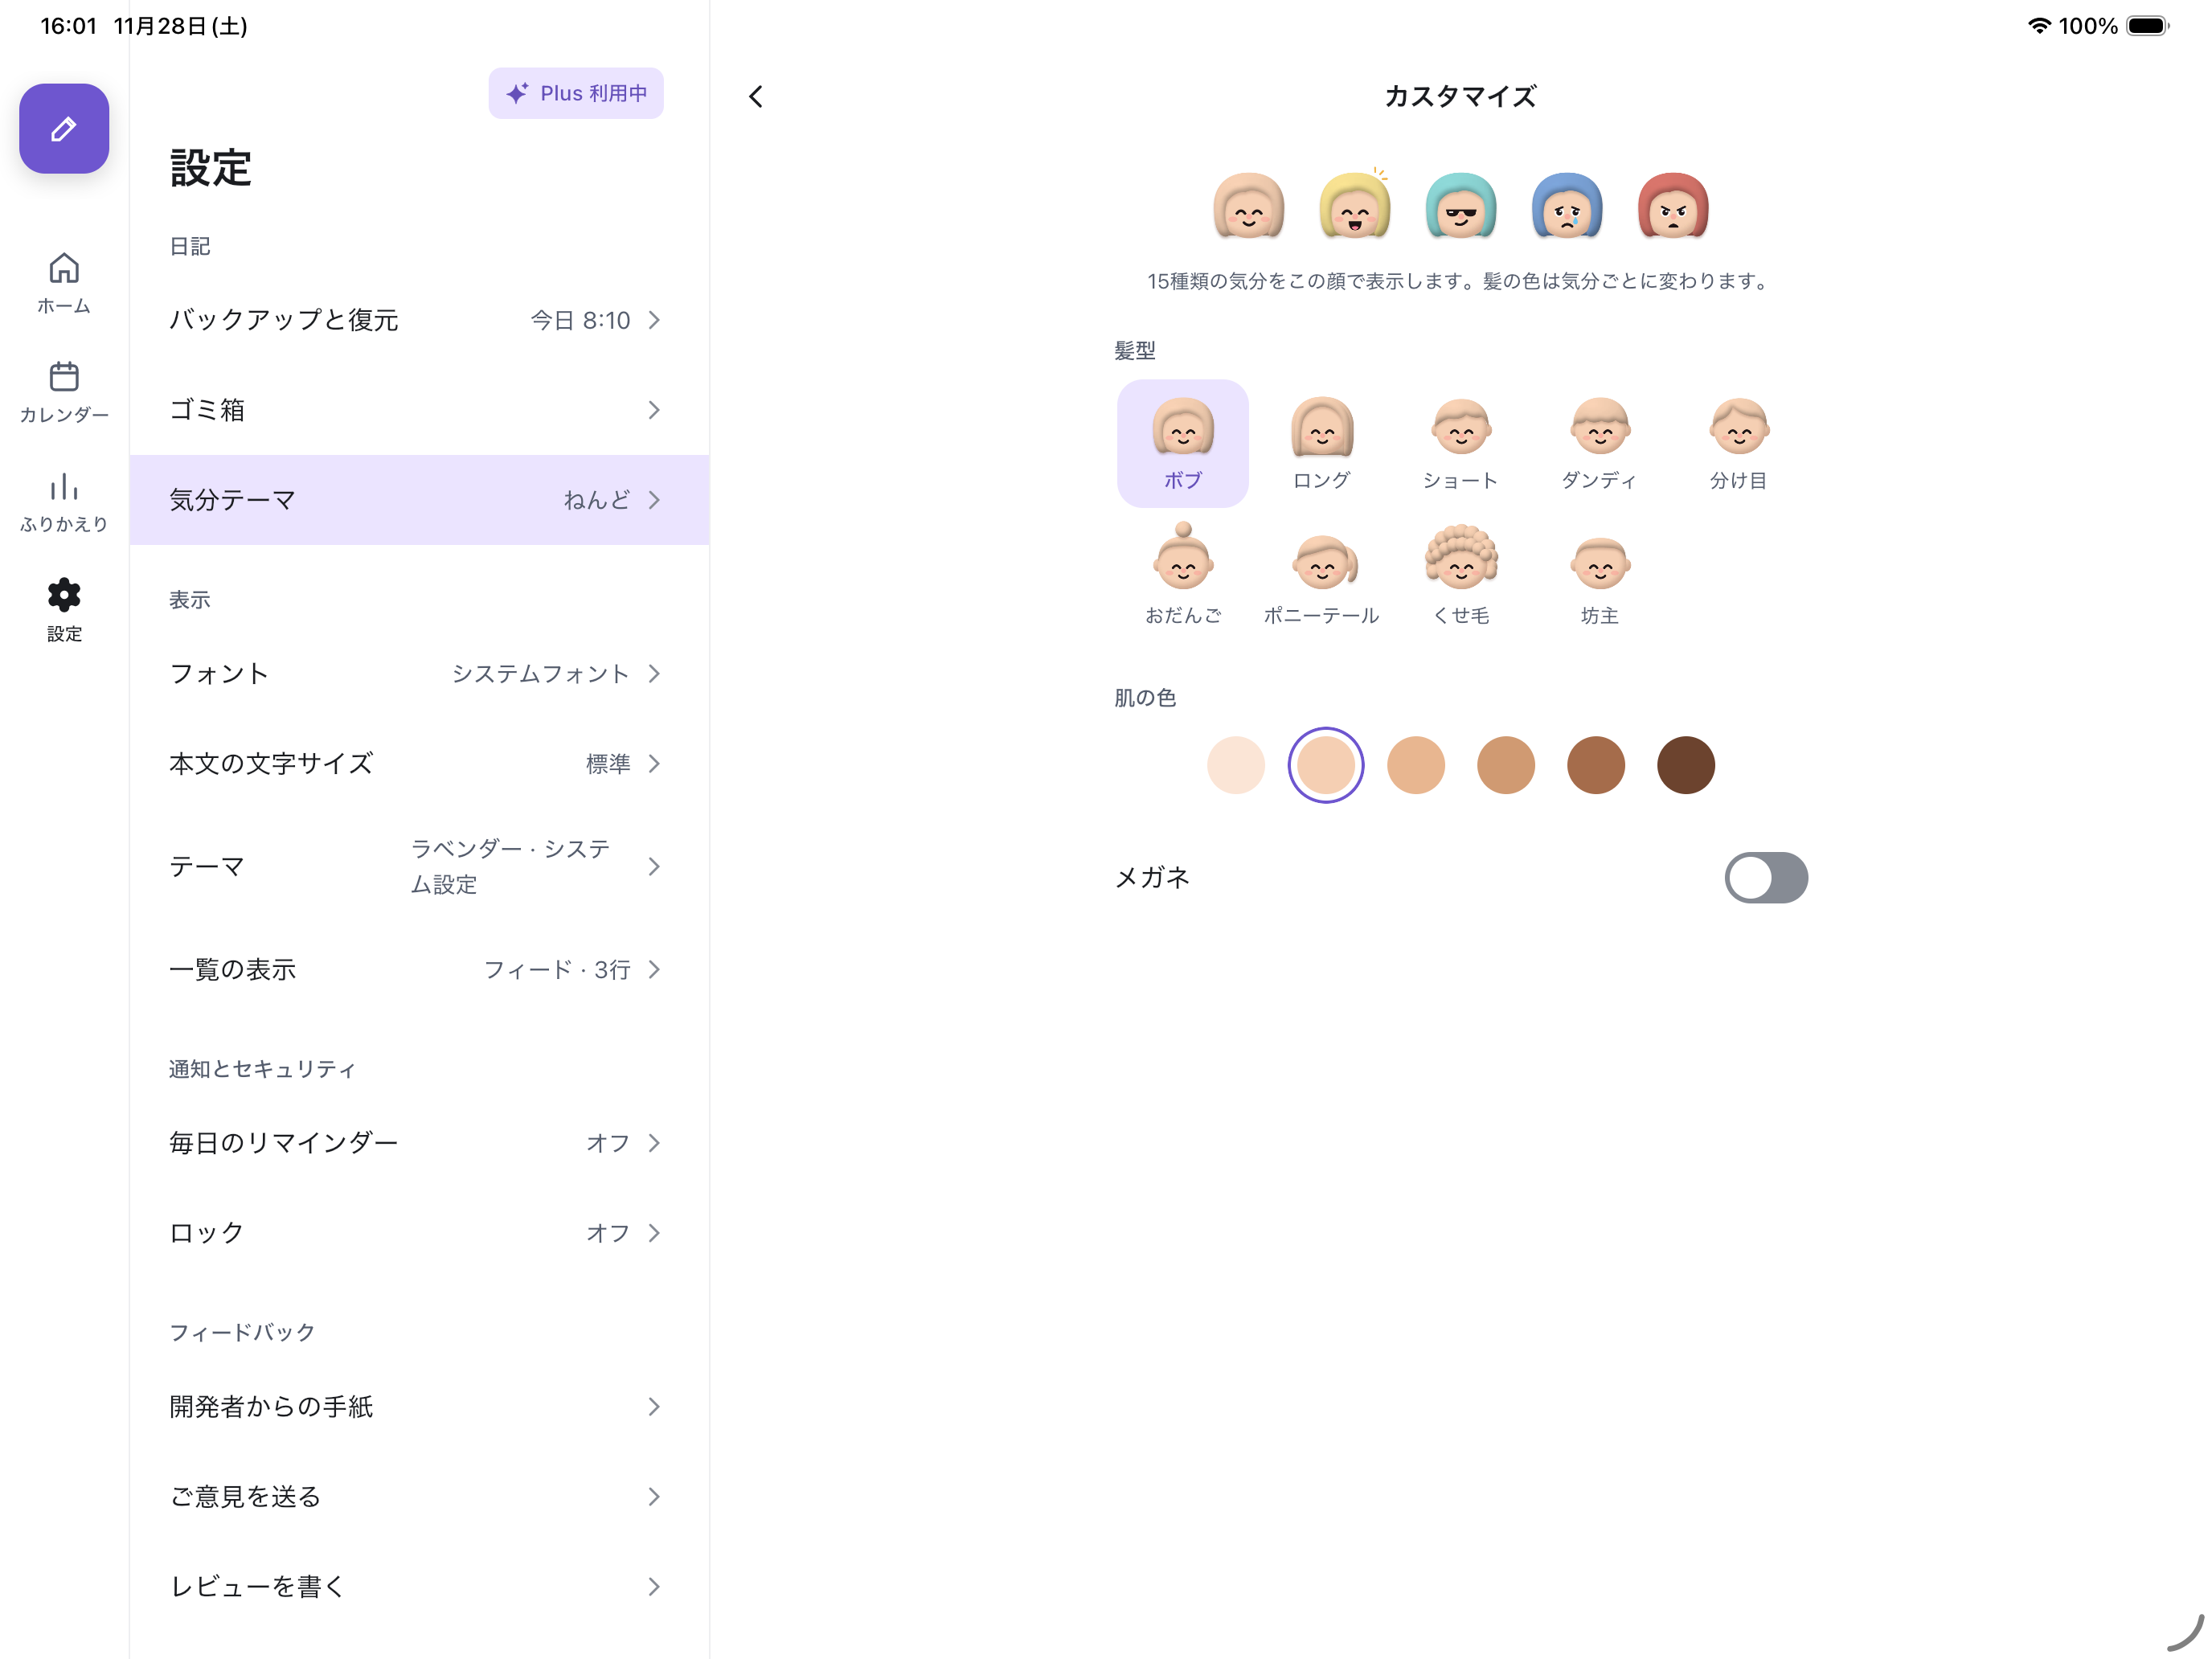 16:01 11月28日(土)
100%
Plus 利用中
設定
日記
バックアップと復元 今日 8:10
ゴミ箱
気分テーマ ねんど
表示
フォント システムフォント
本文の文字サイズ 標準
テーマ ラベンダー · システ
ム設定
一覧の表示 フィード · 3行
通知とセキュリティ
毎日のリマインダー オフ
ロック オフ
フィードバック
開発者からの手紙
ご意見を送る
レビューを書く
ホーム
カレンダー
ふりかえり
設定
カスタマイズ
15種類の気分をこの顔で表示します。髪の色は気分ごとに変わります。
髪型
ボブ ロング ショート ダンディ 分け目
おだんご ポニーテール くせ毛 坊主
肌の色
メガネ